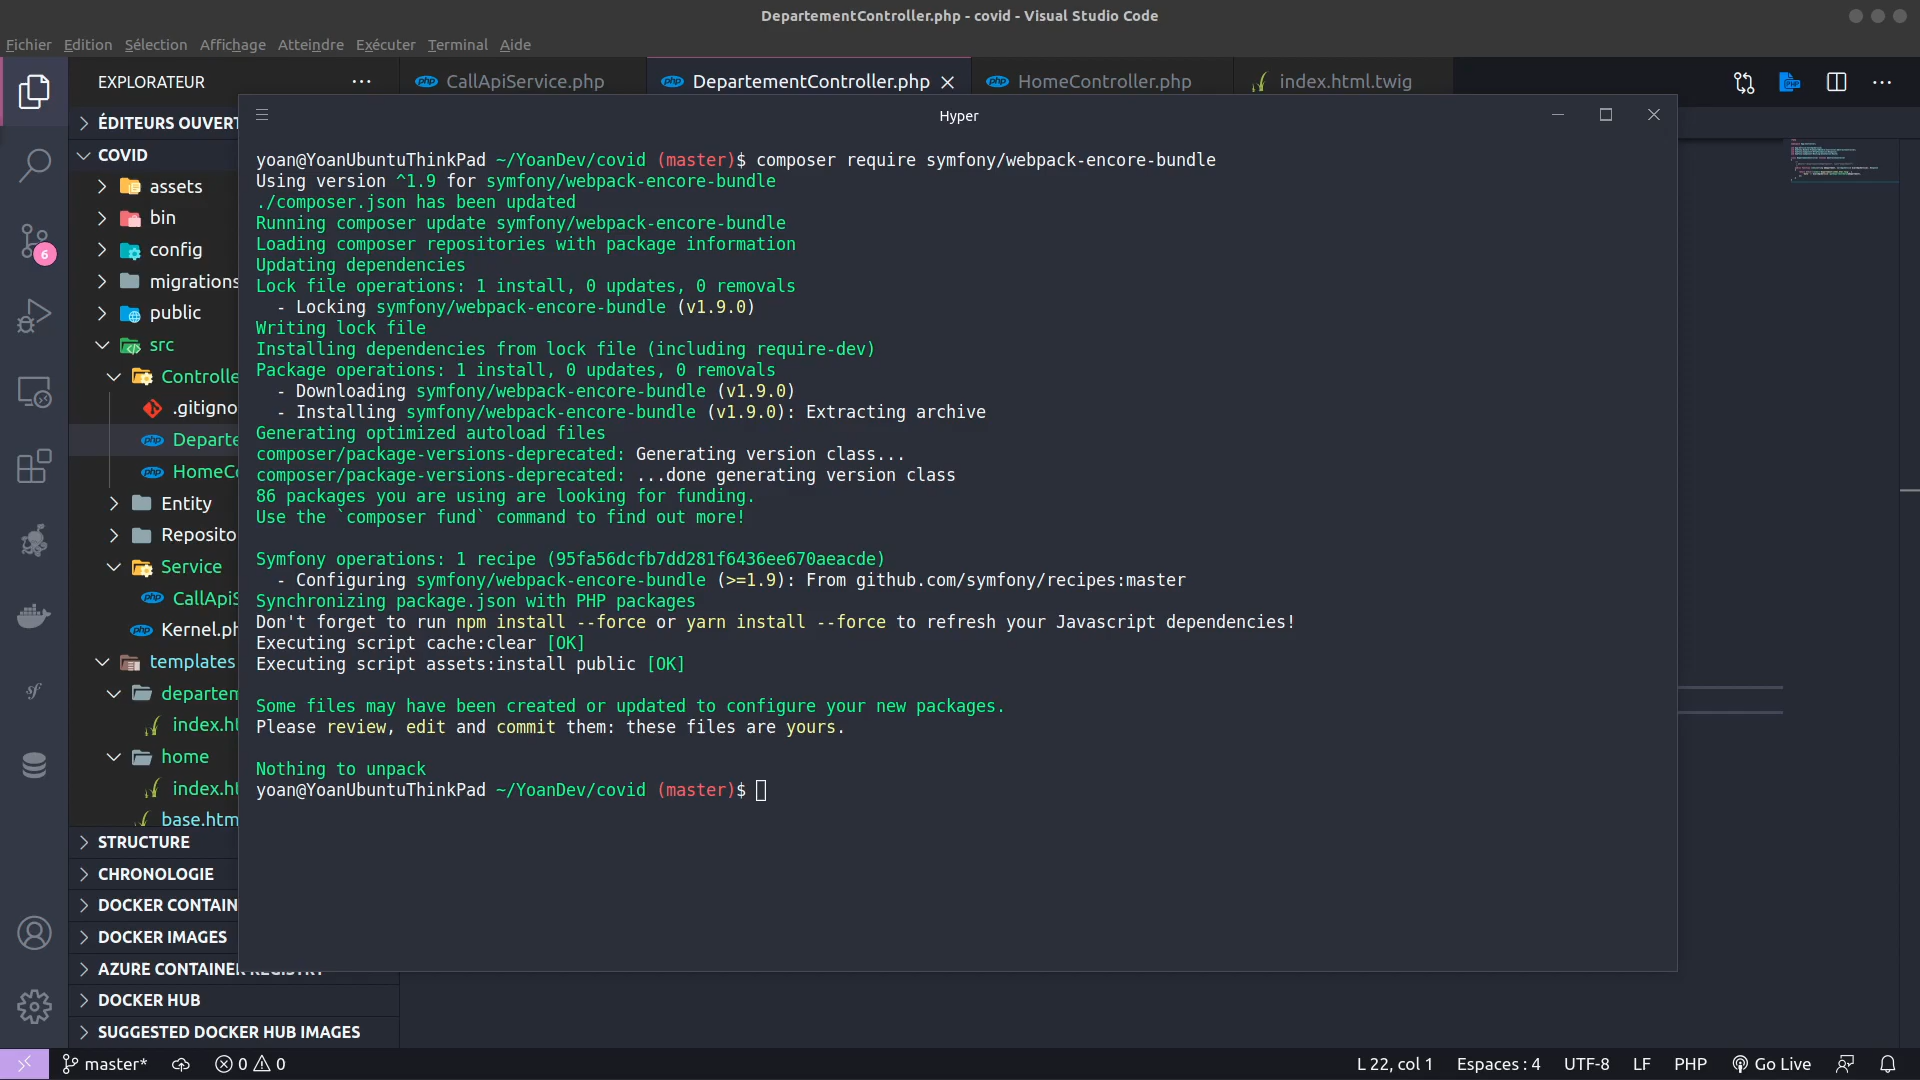 DepartementController.php - covid - Visual Studio Code
Fichier Edition Sélection Affichage Atteindre Exécuter Terminal Aide
EXPLORATEUR
CallApiService.php
DepartementController.php
HomeController.php
index.html.twig
ÉDITEURS OUVERT
COVID
assets
bin
config
migrations
public
src
Controlle
.gitigno
Departe
HomeCo
Entity
Reposito
Service
CallApiS
Kernel.ph
templates
departem
index.ht
home
index.ht
base.htm
STRUCTURE
CHRONOLOGIE
DOCKER CONTAIN
DOCKER IMAGES
AZURE CONTAINER REGISTRY
DOCKER HUB
SUGGESTED DOCKER HUB IMAGES
6
Hyper
yoan@YoanUbuntuThinkPad ~/YoanDev/covid (master)$ composer require symfony/webpack-encore-bundle
Using version ^1.9 for symfony/webpack-encore-bundle
./composer.json has been updated
Running composer update symfony/webpack-encore-bundle
Loading composer repositories with package information
Updating dependencies
Lock file operations: 1 install, 0 updates, 0 removals
- Locking symfony/webpack-encore-bundle (v1.9.0)
Writing lock file
Installing dependencies from lock file (including require-dev)
Package operations: 1 install, 0 updates, 0 removals
- Downloading symfony/webpack-encore-bundle (v1.9.0)
- Installing symfony/webpack-encore-bundle (v1.9.0): Extracting archive
Generating optimized autoload files
composer/package-versions-deprecated: Generating version class...
composer/package-versions-deprecated: ...done generating version class
86 packages you are using are looking for funding.
Use the `composer fund` command to find out more!
Symfony operations: 1 recipe (95fa56dcfb7dd281f6436ee670aeacde)
- Configuring symfony/webpack-encore-bundle (>=1.9): From github.com/symfony/recipes:master
Synchronizing package.json with PHP packages
Don't forget to run npm install --force or yarn install --force to refresh your Javascript dependencies!
Executing script cache:clear [OK]
Executing script assets:install public [OK]
Some files may have been created or updated to configure your new packages.
Please review, edit and commit them: these files are yours.
Nothing to unpack
yoan@YoanUbuntuThinkPad ~/YoanDev/covid (master)$
master* 0 0 L 22, col 1 Espaces : 4 UTF-8 LF PHP Go Live